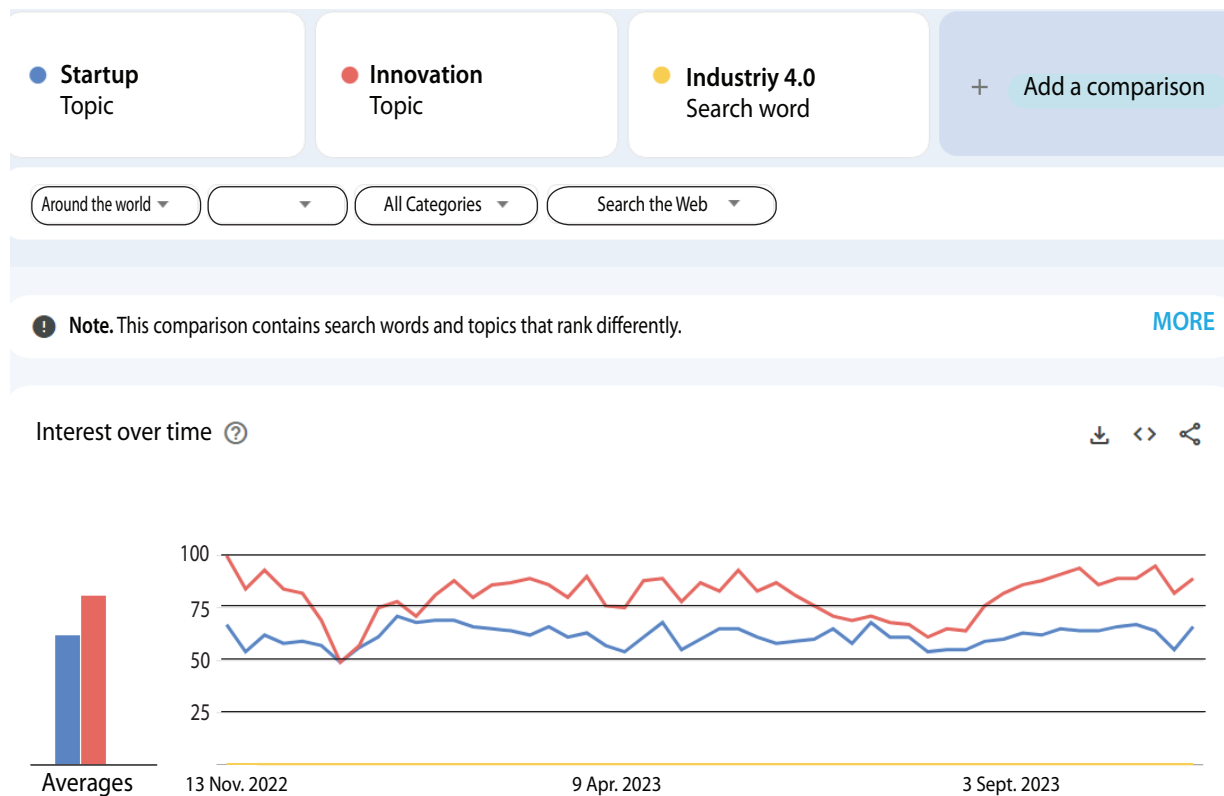 Startup
Topic
Innovation
Topic
Industriy 4.0
Search word
+ Add a comparison
Around the world
All Categories
Search the Web
Note. This comparison contains search words and topics that rank differently.
MORE
Interest over time
100
75
50
25
Averages
13 Nov. 2022
9 Apr. 2023
3 Sept. 2023